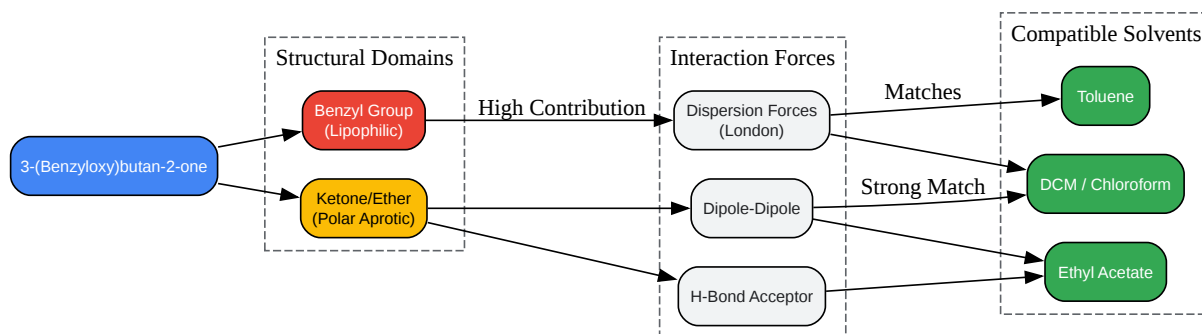 Compatible Solvents
Structural Domains
Interaction Forces
Benzyl Group
(Lipophilic)
High Contribution
Dispersion Forces
(London)
Matches
Toluene
3-(Benzyloxy)butan-2-one
Ketone/Ether
(Polar Aprotic)
Dipole-Dipole
Strong Match
DCM / Chloroform
H-Bond Acceptor
Ethyl Acetate